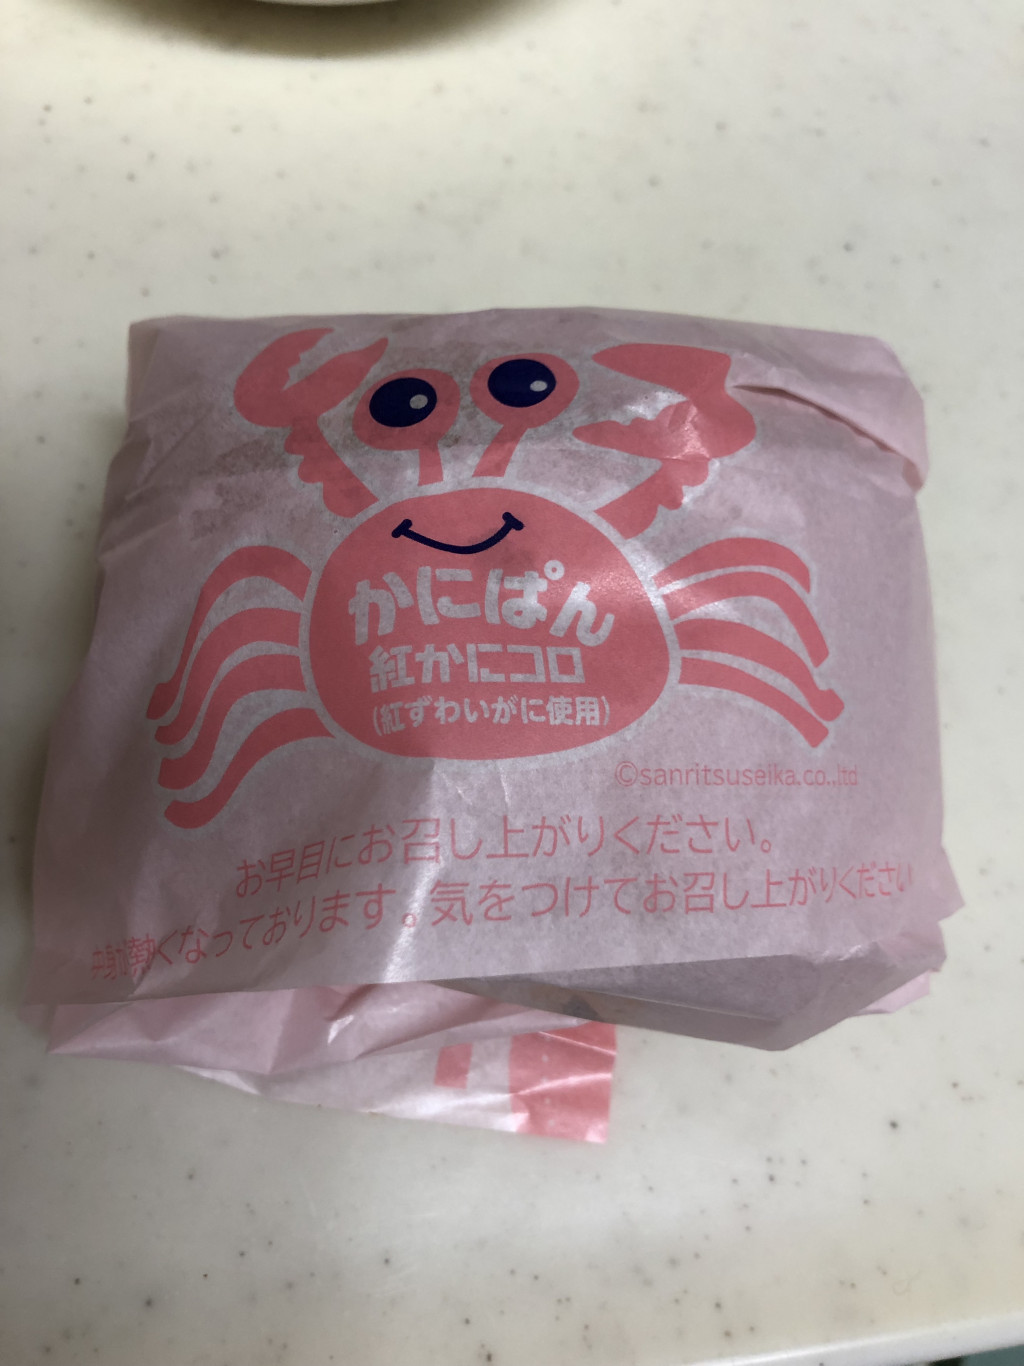 かにぱん
紅かにコロ
(紅ずわいがに使用)
©sanritsuseika.co.,ltd
お早目にお召し上がりください。
熱くなっております。気をつけてお召し上がりください